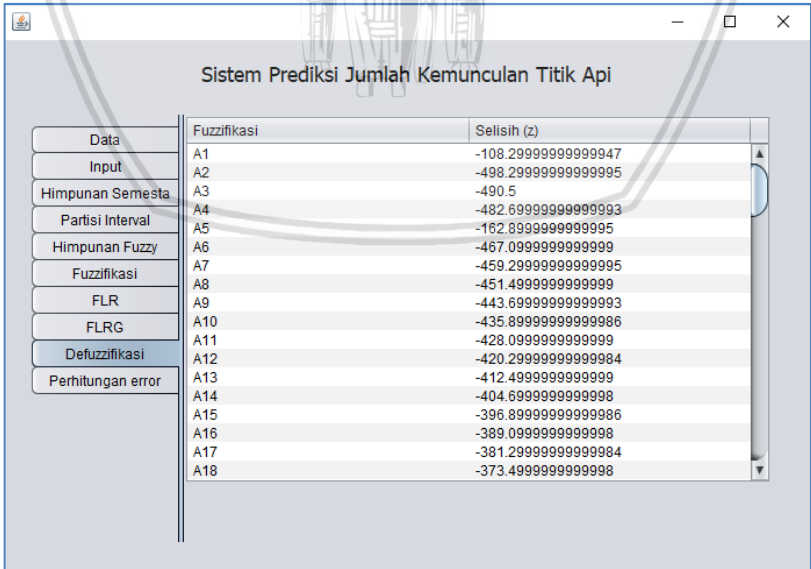 Sistem Prediksi Jumlah Kemunculan Titik Api
Data
Input
Himpunan Semesta
Partisi Interval
Himpunan Fuzzy
Fuzzifikasi
FLR
FLRG
Defuzzifikasi
Perhitungan error
Fuzzifikasi Selisih (z)
A1 -108.29999999999947
A2 -498.29999999999995
A3 -490.5
A4 -482.69999999999993
A5 -162.8999999999995
A6 -467.0999999999999
A7 -459.29999999999995
A8 -451.4999999999999
A9 -443.69999999999993
A10 -435.89999999999986
A11 -428.0999999999999
A12 -420.29999999999984
A13 -412.4999999999999
A14 -404.6999999999998
A15 -396.89999999999986
A16 -389.0999999999998
A17 -381.29999999999984
A18 -373.4999999999998